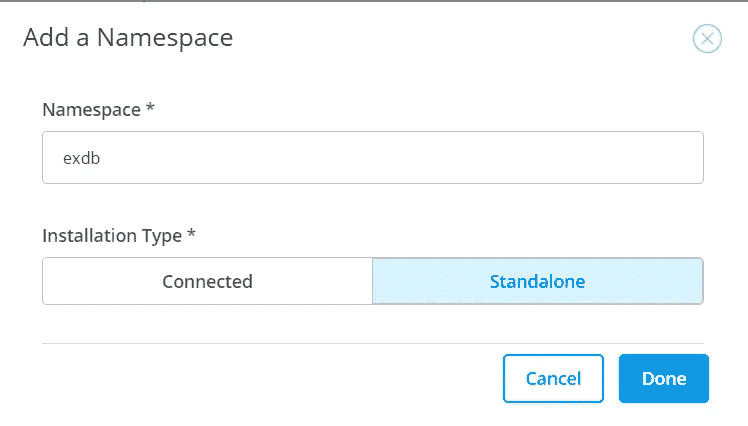 Add a Namespace
Namespace *
exdb
Installation Type *
Connected Standalone
Cancel Done